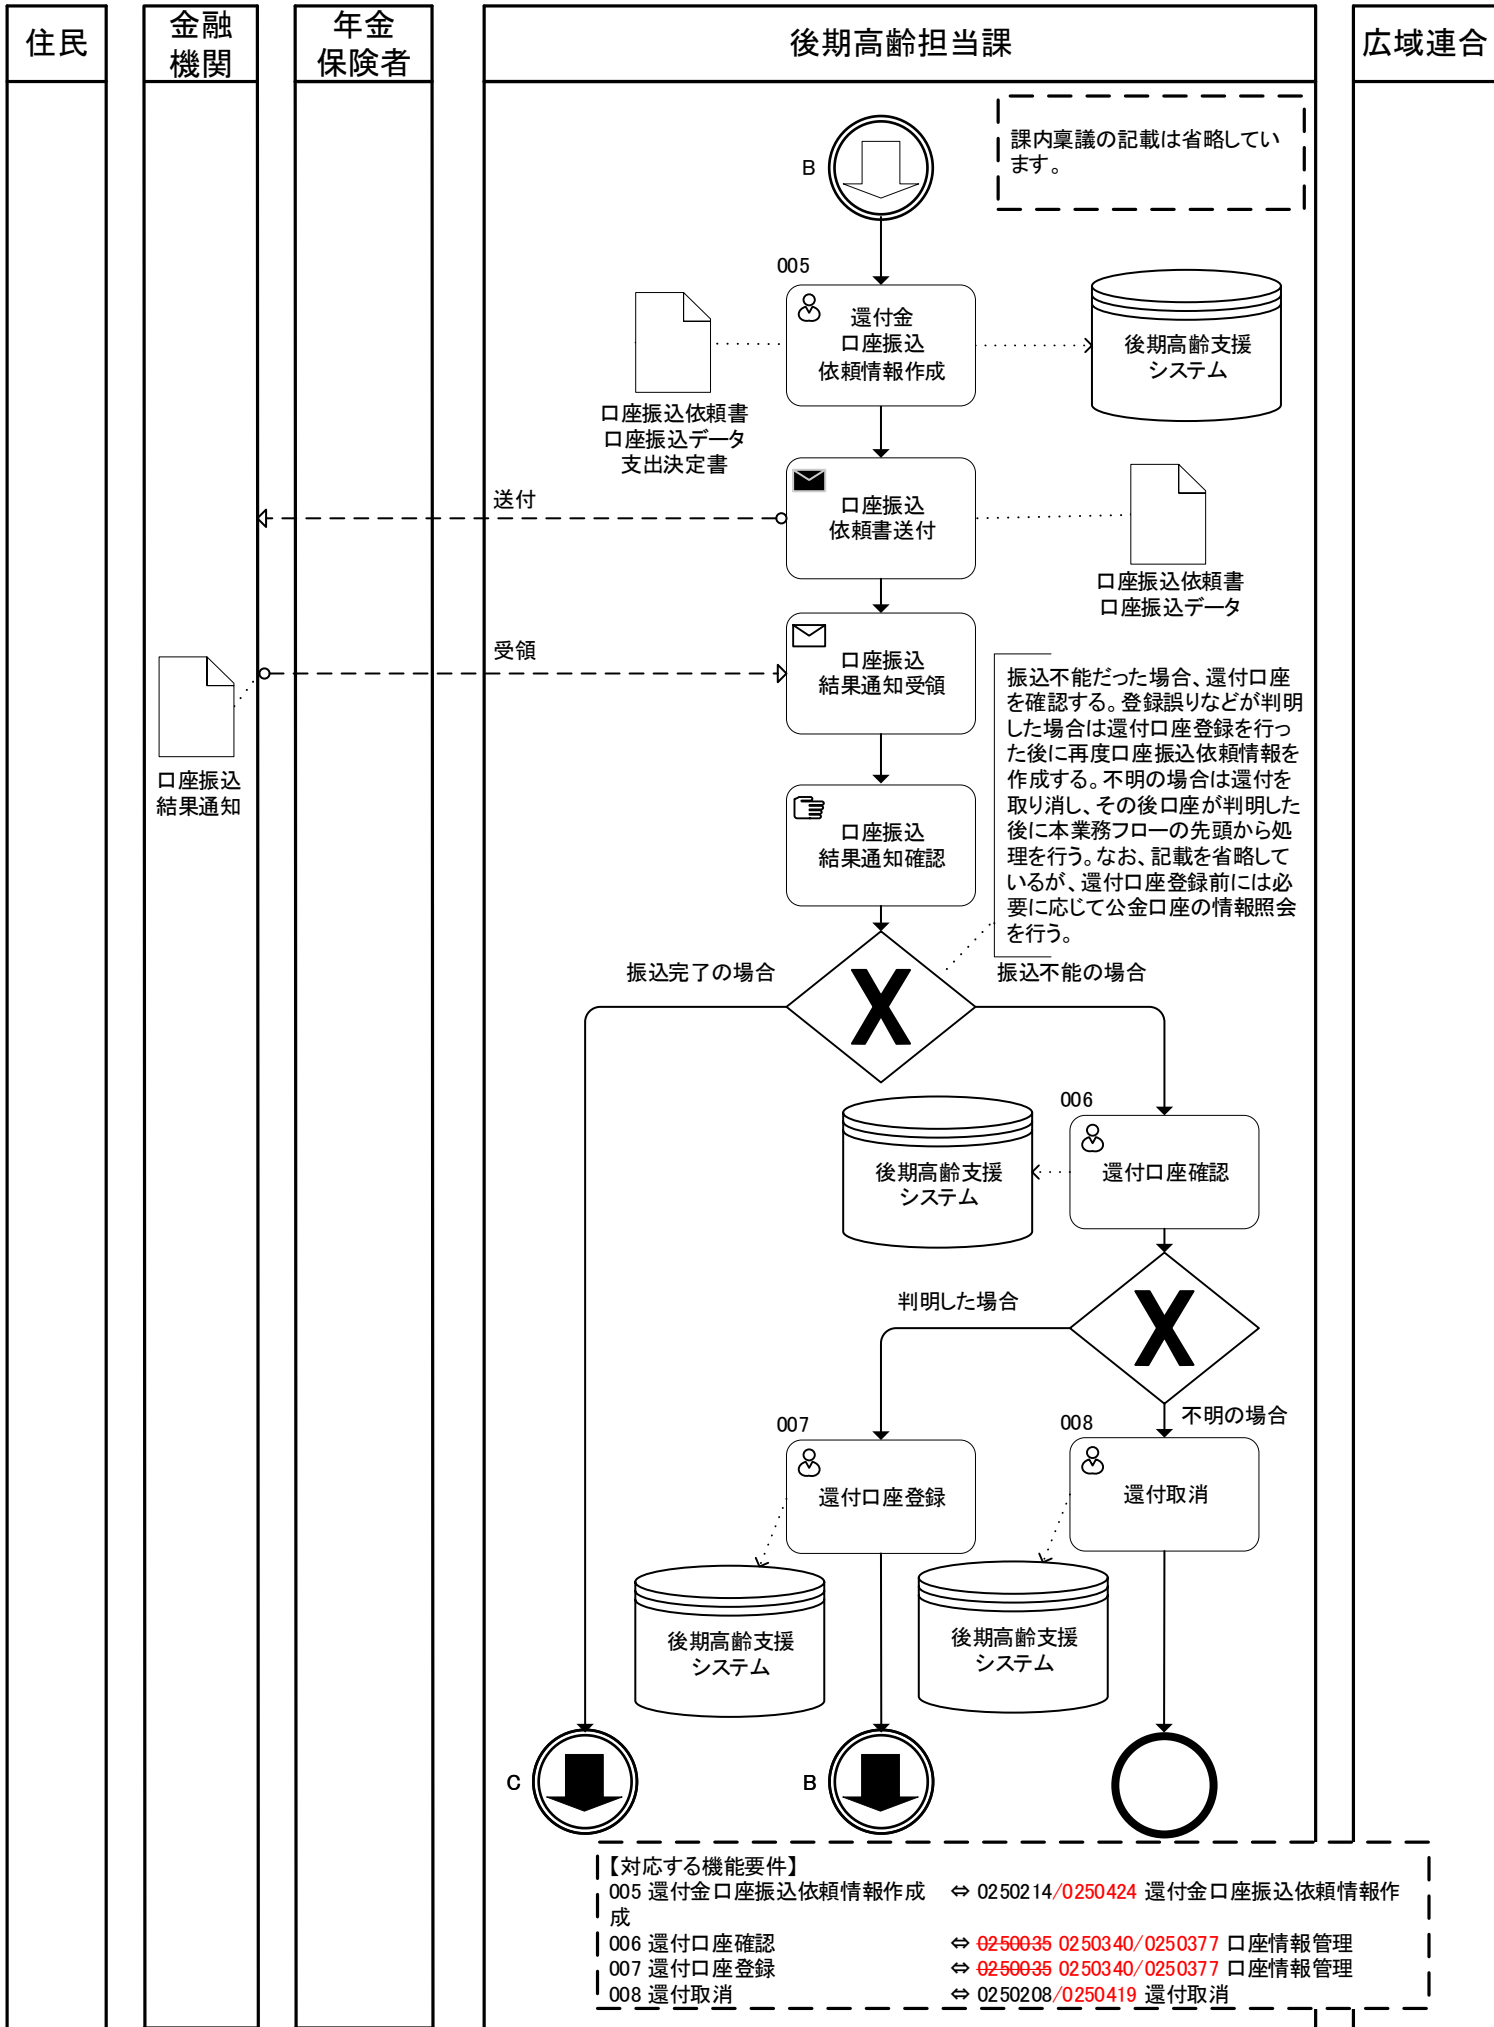 住民
金融
機関
年金
保険者
後期高齢担当課
広域連合
課内稟議の記載は省略してい
ます。
B
005
還付金
口座振込
依頼情報作成
後期高齢支援
システム
口座振込依頼書
口座振込データ
支出決定書
送付
口座振込
依頼書送付
口座振込依頼書
口座振込データ
受領
口座振込
結果通知受領
口座振込
結果通知
振込不能だった場合、還付口座
を確認する。登録誤りなどが判明
した場合は還付口座登録を行っ
た後に再度口座振込依頼情報を
作成する。不明の場合は還付を
取り消し、その後口座が判明した
後に本業務フローの先頭から処
理を行う。なお、記載を省略して
いるが、還付口座登録前には必
要に応じて公金口座の情報照会
を行う。
口座振込
結果通知確認
振込完了の場合
振込不能の場合
006
還付口座確認
後期高齢支援
システム
判明した場合
不明の場合
007
還付口座登録
008
還付取消
後期高齢支援
システム
後期高齢支援
システム
C
B
【対応する機能要件】
005 還付金口座振込依頼情報作成 ⇔ 0250214/0250424 還付金口座振込依頼情報作
成
006 還付口座確認 ⇔ 0250035 0250340/0250377 口座情報管理
007 還付口座登録 ⇔ 0250035 0250340/0250377 口座情報管理
008 還付取消 ⇔ 0250208/0250419 還付取消